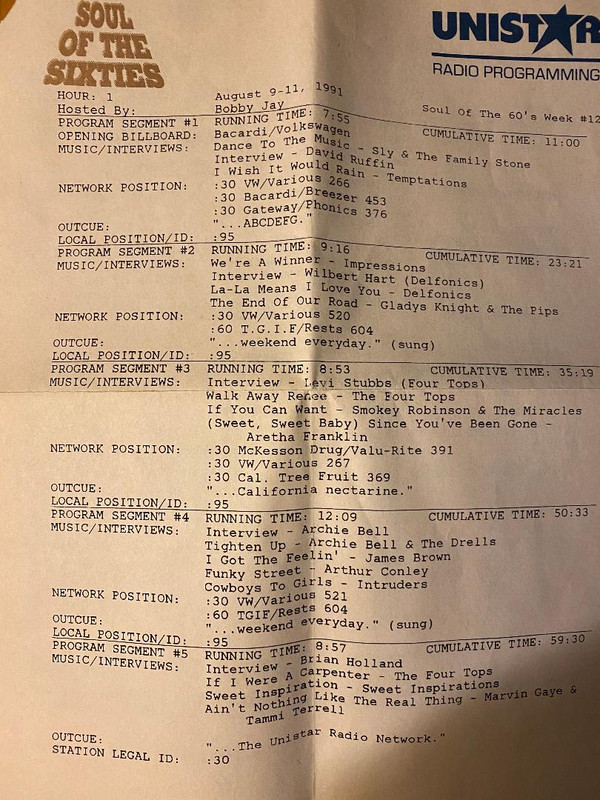 SOUL
OF THE
SIXTIES
UNISTAR
RADIO PROGRAMMING
HOUR: 1 August 9-11, 1991
Hosted By: Bobby Jay Soul Of The 60's Week #12
PROGRAM SEGMENT #1 RUNNING TIME: 7:55 CUMULATIVE TIME: 11:00
OPENING BILLBOARD: Bacardi/Volkswagen
MUSIC/INTERVIEWS: Dance To The Music - Sly & The Family Stone
Interview - David Ruffin
I Wish It Would Rain - Temptations
NETWORK POSITION: :30 VW/Various 266
:30 Bacardi/Breezer 453
:30 Gateway/Phonics 376
OUTCUE: "...ABCDEFG."
LOCAL POSITION/ID: :95
PROGRAM SEGMENT #2 RUNNING TIME: 9:16 CUMULATIVE TIME: 23:21
MUSIC/INTERVIEWS: We're A Winner - Impressions
Interview - Wilbert Hart (Delfonics)
La-La Means I Love You - Delfonics
The End Of Our Road - Gladys Knight & The Pips
NETWORK POSITION: :30 VW/Various 520
:60 T.G.I.F/Rests 604
OUTCUE: "...weekend everyday." (sung)
LOCAL POSITION/ID: :95
PROGRAM SEGMENT #3 RUNNING TIME: 8:53 CUMULATIVE TIME: 35:19
MUSIC/INTERVIEWS: Interview - Levi Stubbs (Four Tops)
Walk Away Renee - The Four Tops
If You Can Want - Smokey Robinson & The Miracles
(Sweet, Sweet Baby) Since You've Been Gone -
Aretha Franklin
NETWORK POSITION: :30 McKesson Drug/Valu-Rite 391
:30 VW/Various 267
:30 Cal. Tree Fruit 369
OUTCUE: "...California nectarine."
LOCAL POSITION/ID: :95
PROGRAM SEGMENT #4 RUNNING TIME: 12:09 CUMULATIVE TIME: 50:33
MUSIC/INTERVIEWS: Interview - Archie Bell
Tighten Up - Archie Bell & The Drells
I Got The Feelin' - James Brown
Funky Street - Arthur Conley
Cowboys To Girls - Intruders
NETWORK POSITION: :30 VW/Various 521
:60 TGIF/Rests 604
OUTCUE: "...weekend everyday." (sung)
LOCAL POSITION/ID: :95
PROGRAM SEGMENT #5 RUNNING TIME: 8:57 CUMULATIVE TIME: 59:30
MUSIC/INTERVIEWS: Interview - Brian Holland
If I Were A Carpenter - The Four Tops
Sweet Inspiration - Sweet Inspirations
Ain't Nothing Like The Real Thing - Marvin Gaye &
Tammi Terrell
OUTCUE: "...The Unistar Radio Network."
STATION LEGAL ID: :30